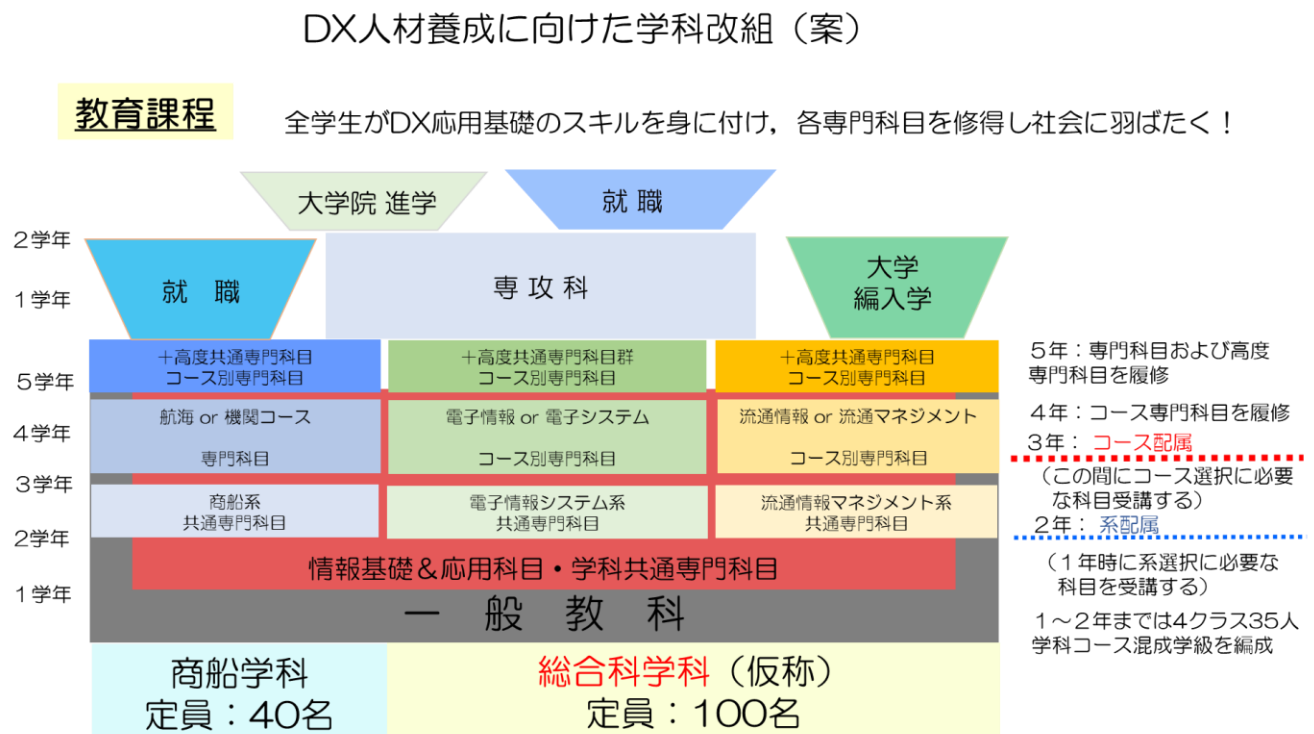 DX人材養成に向けた学科改組（案）
教育課程
全学生がDX応用基礎のスキルを身に付け，各専門科目を修得し社会に羽ばたく！
大学院 進学
就 職
2学年
1学年
就　職
専 攻 科
大学
編入学
5学年
＋高度共通専門科目
コース別専門科目
＋高度共通専門科目群
コース別専門科目
＋高度共通専門科目
コース別専門科目
5年：専門科目および高度
専門科目を履修
4学年
航海 or 機関コース
専門科目
電子情報 or 電子システム
コース別専門科目
流通情報 or 流通マネジメント
コース別専門科目
4年：コース専門科目を履修
3年： コース配属
3学年
商船系
共通専門科目
電子情報システム系
共通専門科目
流通情報マネジメント系
共通専門科目
（この間にコース選択に必要
な科目受講する）
2年： 系配属
2学年
情報基礎＆応用科目・学科共通専門科目
（1年時に系選択に必要な
科目を受講する）
1学年
一 般 教 科
1～2年までは4クラス35人
学科コース混成学級を編成
商船学科
定員：40名
総合科学科（仮称）
定員：100名